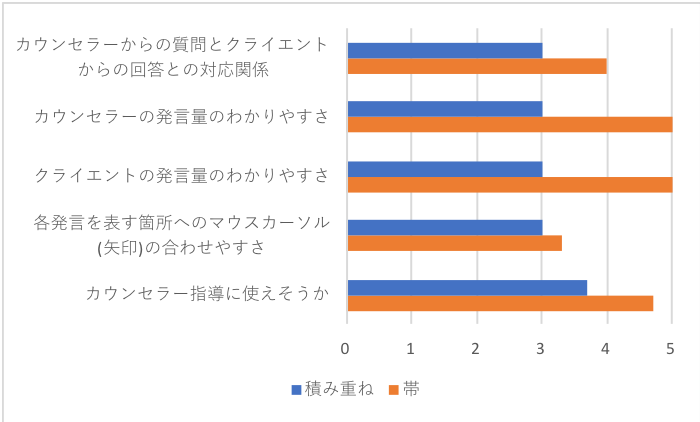 カウンセラーからの質問とクライエント
からの回答との対応関係
カウンセラーの発言量のわかりやすさ
クライエントの発言量のわかりやすさ
各発言を表す箇所へのマウスカーソル
(矢印)の合わせやすさ
カウンセラー指導に使えそうか
0 1 2 3 4 5
積み重ね 帯